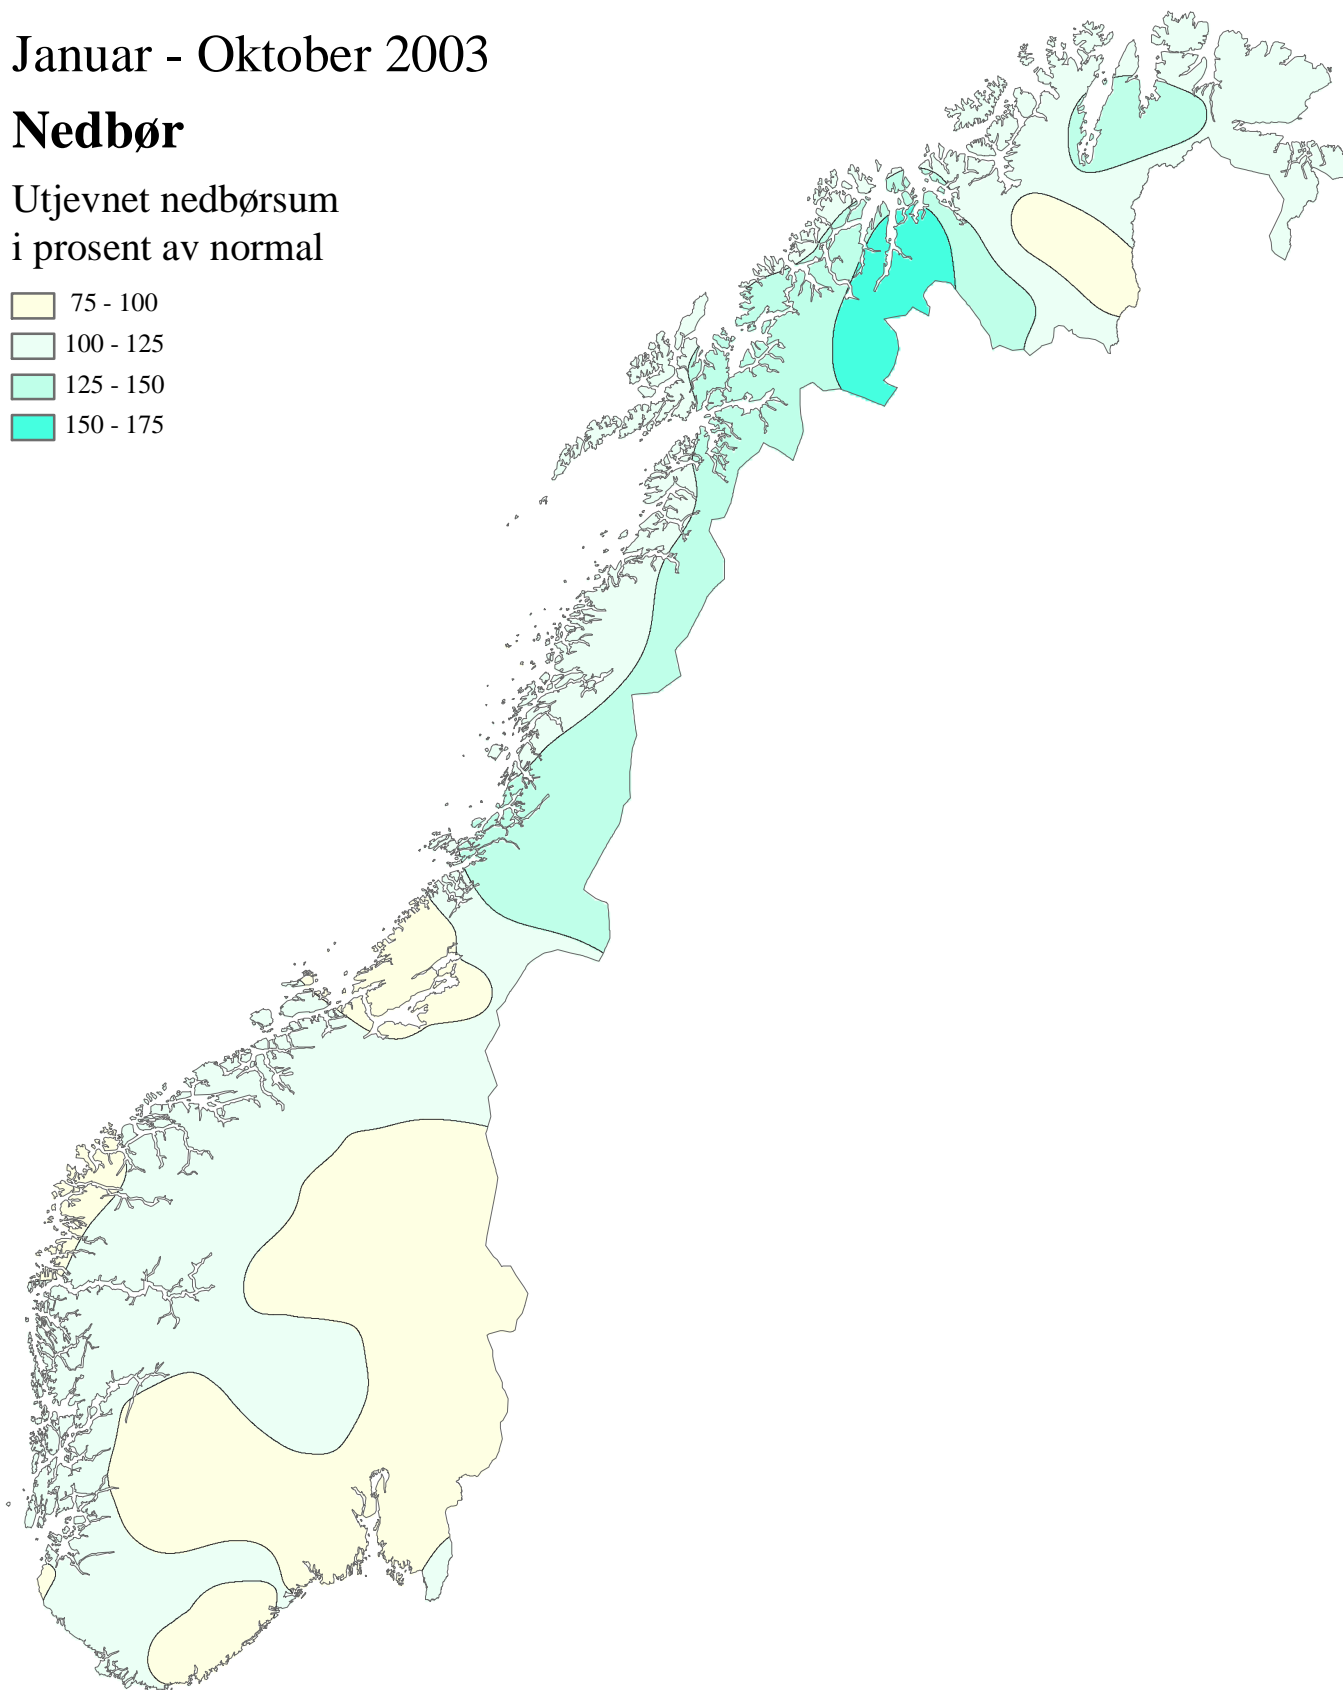 Januar - Oktober 2003
Nedbør
Utjevnet nedbørsum
i prosent av normal
75 - 100
100 - 125
125 - 150
150 - 175